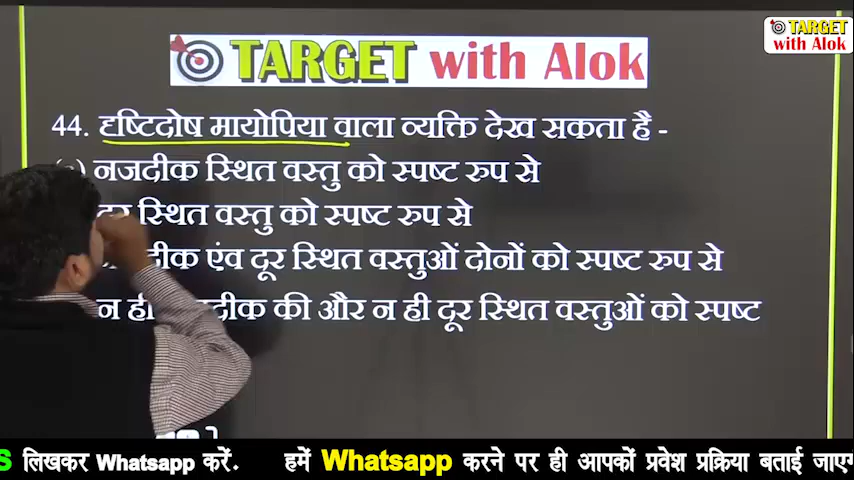 TARGET with Alok
TARGET
with Alok
44. दृष्टिदोष मायोपिया वाला व्यक्ति देख सकता है -
नजदीक स्थित वस्तु को स्पष्ट रुप से
दूर स्थित वस्तु को स्पष्ट रुप से
एंव दूर स्थित वस्तुओं दोनों को स्पष्ट रुप से
न ही की और न ही दूर स्थित वस्तुओं को स्पष्ट
S लिखकर Whatsapp करें. हमें Whatsapp करने पर ही आपकों प्रवेश प्रक्रिया बताई जाएग